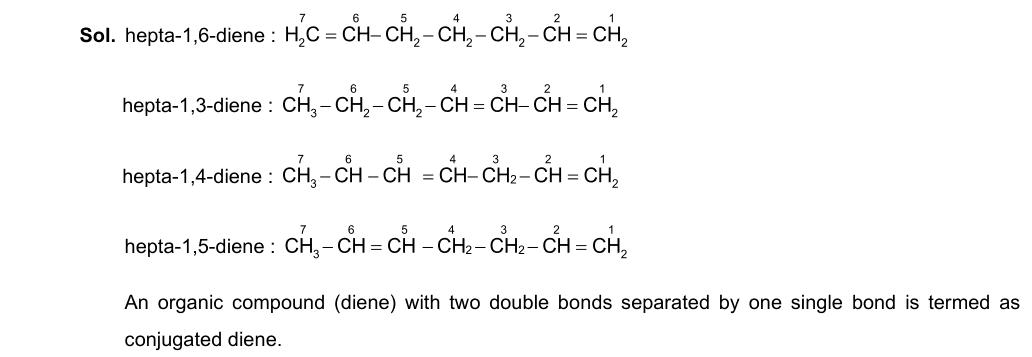 7 6 5 4 3 2 1
Sol. hepta-1,6-diene : H₂C = CH– CH₂ – CH₂ – CH₂ – CH = CH₂
7 6 5 4 3 2 1
hepta-1,3-diene : CH₃ – CH₂ – CH₂ – CH = CH– CH = CH₂
7 6 5 4 3 2 1
hepta-1,4-diene : CH₃ – CH – CH = CH– CH₂ – CH = CH₂
7 6 5 4 3 2 1
hepta-1,5-diene : CH₃ – CH = CH – CH₂ – CH₂ – CH = CH₂
An organic compound (diene) with two double bonds separated by one single bond is termed as
conjugated diene.